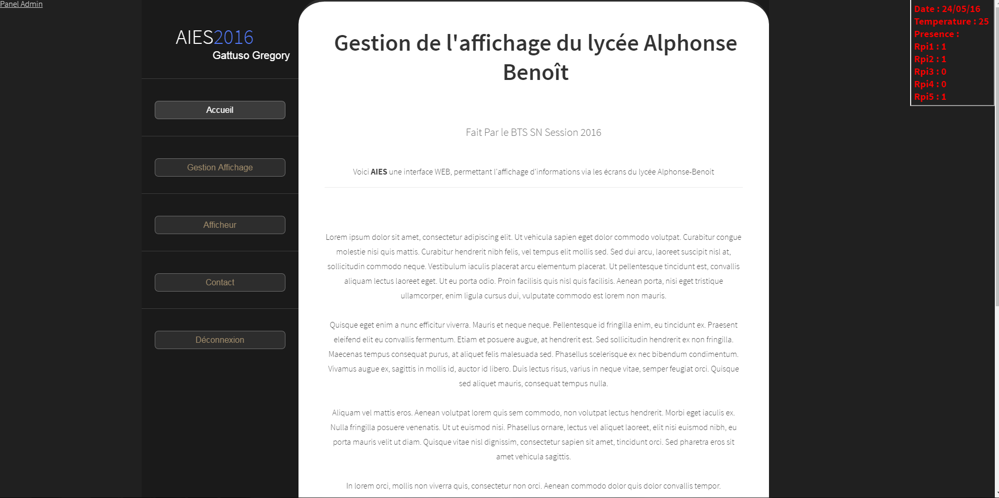 Panel Admin
AIES2016
Gattuso Gregory
Accueil
Gestion Affichage
Afficheur
Contact
Déconnexion
Gestion de l'affichage du lycée Alphonse
Benoît
Fait Par le BTS SN Session 2016
Voici AIES une interface WEB, permettant l'affichage d'informations via les écrans du lycée Alphonse-Benoit
Lorem ipsum dolor sit amet, consectetur adipiscing elit. Ut vehicula sapien eget dolor commodo volutpat. Curabitur congue
molestie nisi quis mattis. Curabitur hendrerit nibh felis, vel tempus elit mollis sed. Sed dui arcu, laoreet suscipit nisl at,
sollicitudin commodo neque. Vestibulum iaculis placerat arcu elementum placerat. Ut pellentesque tincidunt est, convallis
aliquam lectus laoreet eget. Ut eu porta odio. Proin facilisis quis nisl quis facilisis. Aenean porta, nisi eget tristique
ullamcorper, enim ligula cursus dui, vulputate commodo est lorem non mauris.
Quisque eget enim a nunc efficitur viverra. Mauris et neque neque. Pellentesque id fringilla enim, eu tincidunt ex. Praesent
eleifend elit eu convallis fermentum. Etiam et posuere augue, at hendrerit est. Sed sollicitudin hendrerit ex non fringilla.
Maecenas tempus consequat purus, at aliquet felis malesuada sed. Phasellus scelerisque ex nec bibendum condimentum.
Vivamus augue ex, sagittis in mollis id, auctor id libero. Duis lectus risus, varius in neque vitae, semper feugiat orci. Quisque
sed aliquet mauris, consequat tempus nulla.
Aliquam vel mattis eros. Aenean volutpat lorem quis sem commodo, non volutpat lectus hendrerit. Morbi eget iaculis ex.
Nulla fringilla posuere venenatis. Ut ut euismod nisi. Phasellus ornare, lectus vel aliquet laoreet, elit nisi euismod nibh, eu
porta mauris velit ut diam. Quisque vitae nisl dignissim, consectetur sapien sit amet, tincidunt orci. Sed pharetra eros sit
amet vehicula sagittis.
In lorem orci, mollis non viverra quis, consectetur non orci. Aenean commodo dolor quis dolor convallis tempor.
Date : 24/05/16
Temperature : 25
Presence :
Rpi1 : 1
Rpi2 : 1
Rpi3 : 0
Rpi4 : 0
Rpi5 : 1